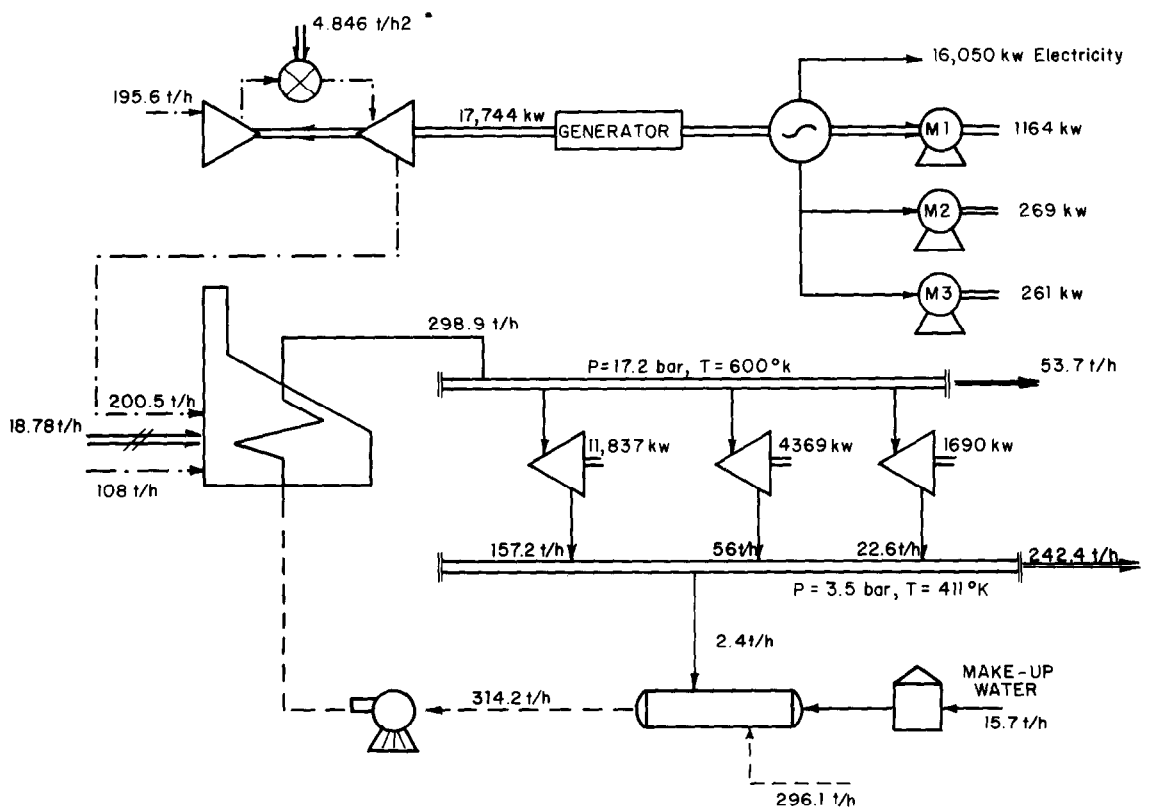 4.846 t/h2
16,050 kw Electricity
195.6 t/h
17,744 kw
GENERATOR
M1
1164 kw
M2
269 kw
M3
261 kw
298.9 t/h
P=17.2 bar, T=600°k
53.7 t/h
200.5 t/h
18.78 t/h
108 t/h
11,837 kw
4369 kw
1690 kw
157.2 t/h
56t/h
22.6t/h
242.4 t/h
P = 3.5 bar, T = 411°K
2.4t/h
MAKE-UP
WATER
314.2 t/h
15.7 t/h
296.1 t/h